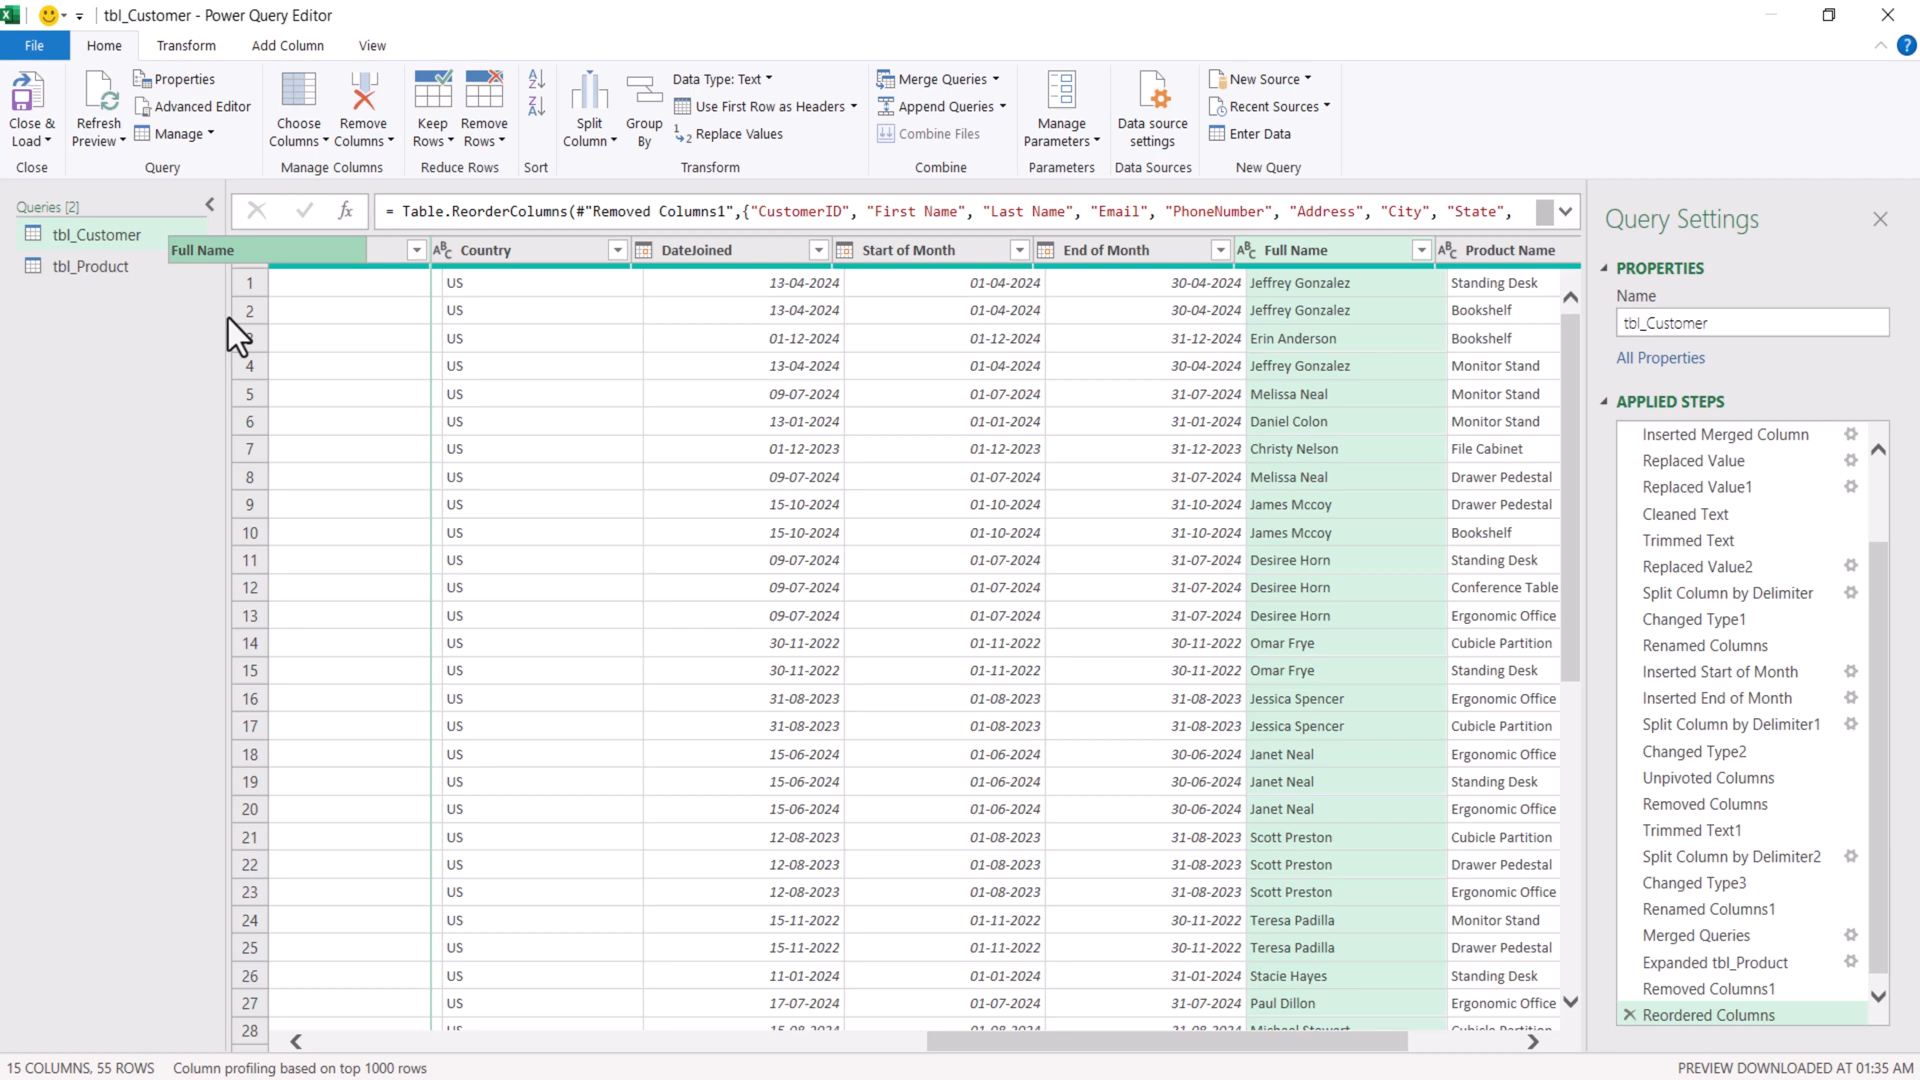 tbl_Customer - Power Query Editor
File Home Transform Add Column View
Close & Load
Close
Refresh Preview
Properties
Advanced Editor
Manage
Query
Choose Columns
Remove Columns
Manage Columns
Keep Rows
Remove Rows
Reduce Rows
Sort
Split Column
Group By
Data Type: Text
Use First Row as Headers
Replace Values
Transform
Merge Queries
Append Queries
Combine Files
Combine
Manage Parameters
Parameters
Data source settings
Data Sources
New Source
Recent Sources
Enter Data
New Query
Queries [2]
tbl_Customer
tbl_Product
fx = Table.ReorderColumns(#"Removed Columns1",{"CustomerID", "First Name", "Last Name", "Email", "PhoneNumber", "Address", "City", "State",
Full Name Country DateJoined Start of Month End of Month Full Name Product Name
1 US 13-04-2024 01-04-2024 30-04-2024 Jeffrey Gonzalez Standing Desk
2 US 13-04-2024 01-04-2024 30-04-2024 Jeffrey Gonzalez Bookshelf
US 01-12-2023 01-12-2023 31-12-2023 Erin Anderson Bookshelf
4 US 13-04-2024 01-04-2024 30-04-2024 Jeffrey Gonzalez Monitor Stand
5 US 09-07-2024 01-07-2024 31-07-2024 Melissa Neal Monitor Stand
6 US 13-01-2024 01-01-2024 31-01-2024 Daniel Colon Monitor Stand
7 US 01-12-2023 01-12-2023 31-12-2023 Christy Nelson File Cabinet
8 US 09-07-2024 01-07-2024 31-07-2024 Melissa Neal Drawer Pedestal
9 US 15-10-2024 01-10-2024 31-10-2024 James Mccoy Drawer Pedestal
10 US 15-10-2024 01-10-2024 31-10-2024 James Mccoy Bookshelf
11 US 09-07-2024 01-07-2024 31-07-2024 Desiree Horn Standing Desk
12 US 09-07-2024 01-07-2024 31-07-2024 Desiree Horn Conference Table
13 US 09-07-2024 01-07-2024 31-07-2024 Desiree Horn Ergonomic Office
14 US 30-11-2022 01-11-2022 30-11-2022 Omar Frye Cubicle Partition
15 US 30-11-2022 01-11-2022 30-11-2022 Omar Frye Standing Desk
16 US 31-08-2023 01-08-2023 31-08-2023 Jessica Spencer Ergonomic Office
17 US 31-08-2023 01-08-2023 31-08-2023 Jessica Spencer Cubicle Partition
18 US 15-06-2024 01-06-2024 30-06-2024 Janet Neal Ergonomic Office
19 US 15-06-2024 01-06-2024 30-06-2024 Janet Neal Standing Desk
20 US 15-06-2024 01-06-2024 30-06-2024 Janet Neal Ergonomic Office
21 US 12-08-2023 01-08-2023 31-08-2023 Scott Preston Cubicle Partition
22 US 12-08-2023 01-08-2023 31-08-2023 Scott Preston Drawer Pedestal
23 US 12-08-2023 01-08-2023 31-08-2023 Scott Preston Ergonomic Office
24 US 15-11-2022 01-11-2022 30-11-2022 Teresa Padilla Monitor Stand
25 US 15-11-2022 01-11-2022 30-11-2022 Teresa Padilla Drawer Pedestal
26 US 11-01-2024 01-01-2024 31-01-2024 Stacie Hayes Standing Desk
27 US 17-07-2024 01-07-2024 31-07-2024 Paul Dillon Ergonomic Office
28
Query Settings
PROPERTIES
Name
tbl_Customer
All Properties
APPLIED STEPS
Inserted Merged Column
Replaced Value
Replaced Value1
Cleaned Text
Trimmed Text
Replaced Value2
Split Column by Delimiter
Changed Type1
Renamed Columns
Inserted Start of Month
Inserted End of Month
Split Column by Delimiter1
Changed Type2
Unpivoted Columns
Removed Columns
Trimmed Text1
Split Column by Delimiter2
Changed Type3
Renamed Columns1
Merged Queries
Expanded tbl_Product
Removed Columns1
Reordered Columns
15 COLUMNS, 55 ROWS Column profiling based on top 1000 rows PREVIEW DOWNLOADED AT 01:35 AM